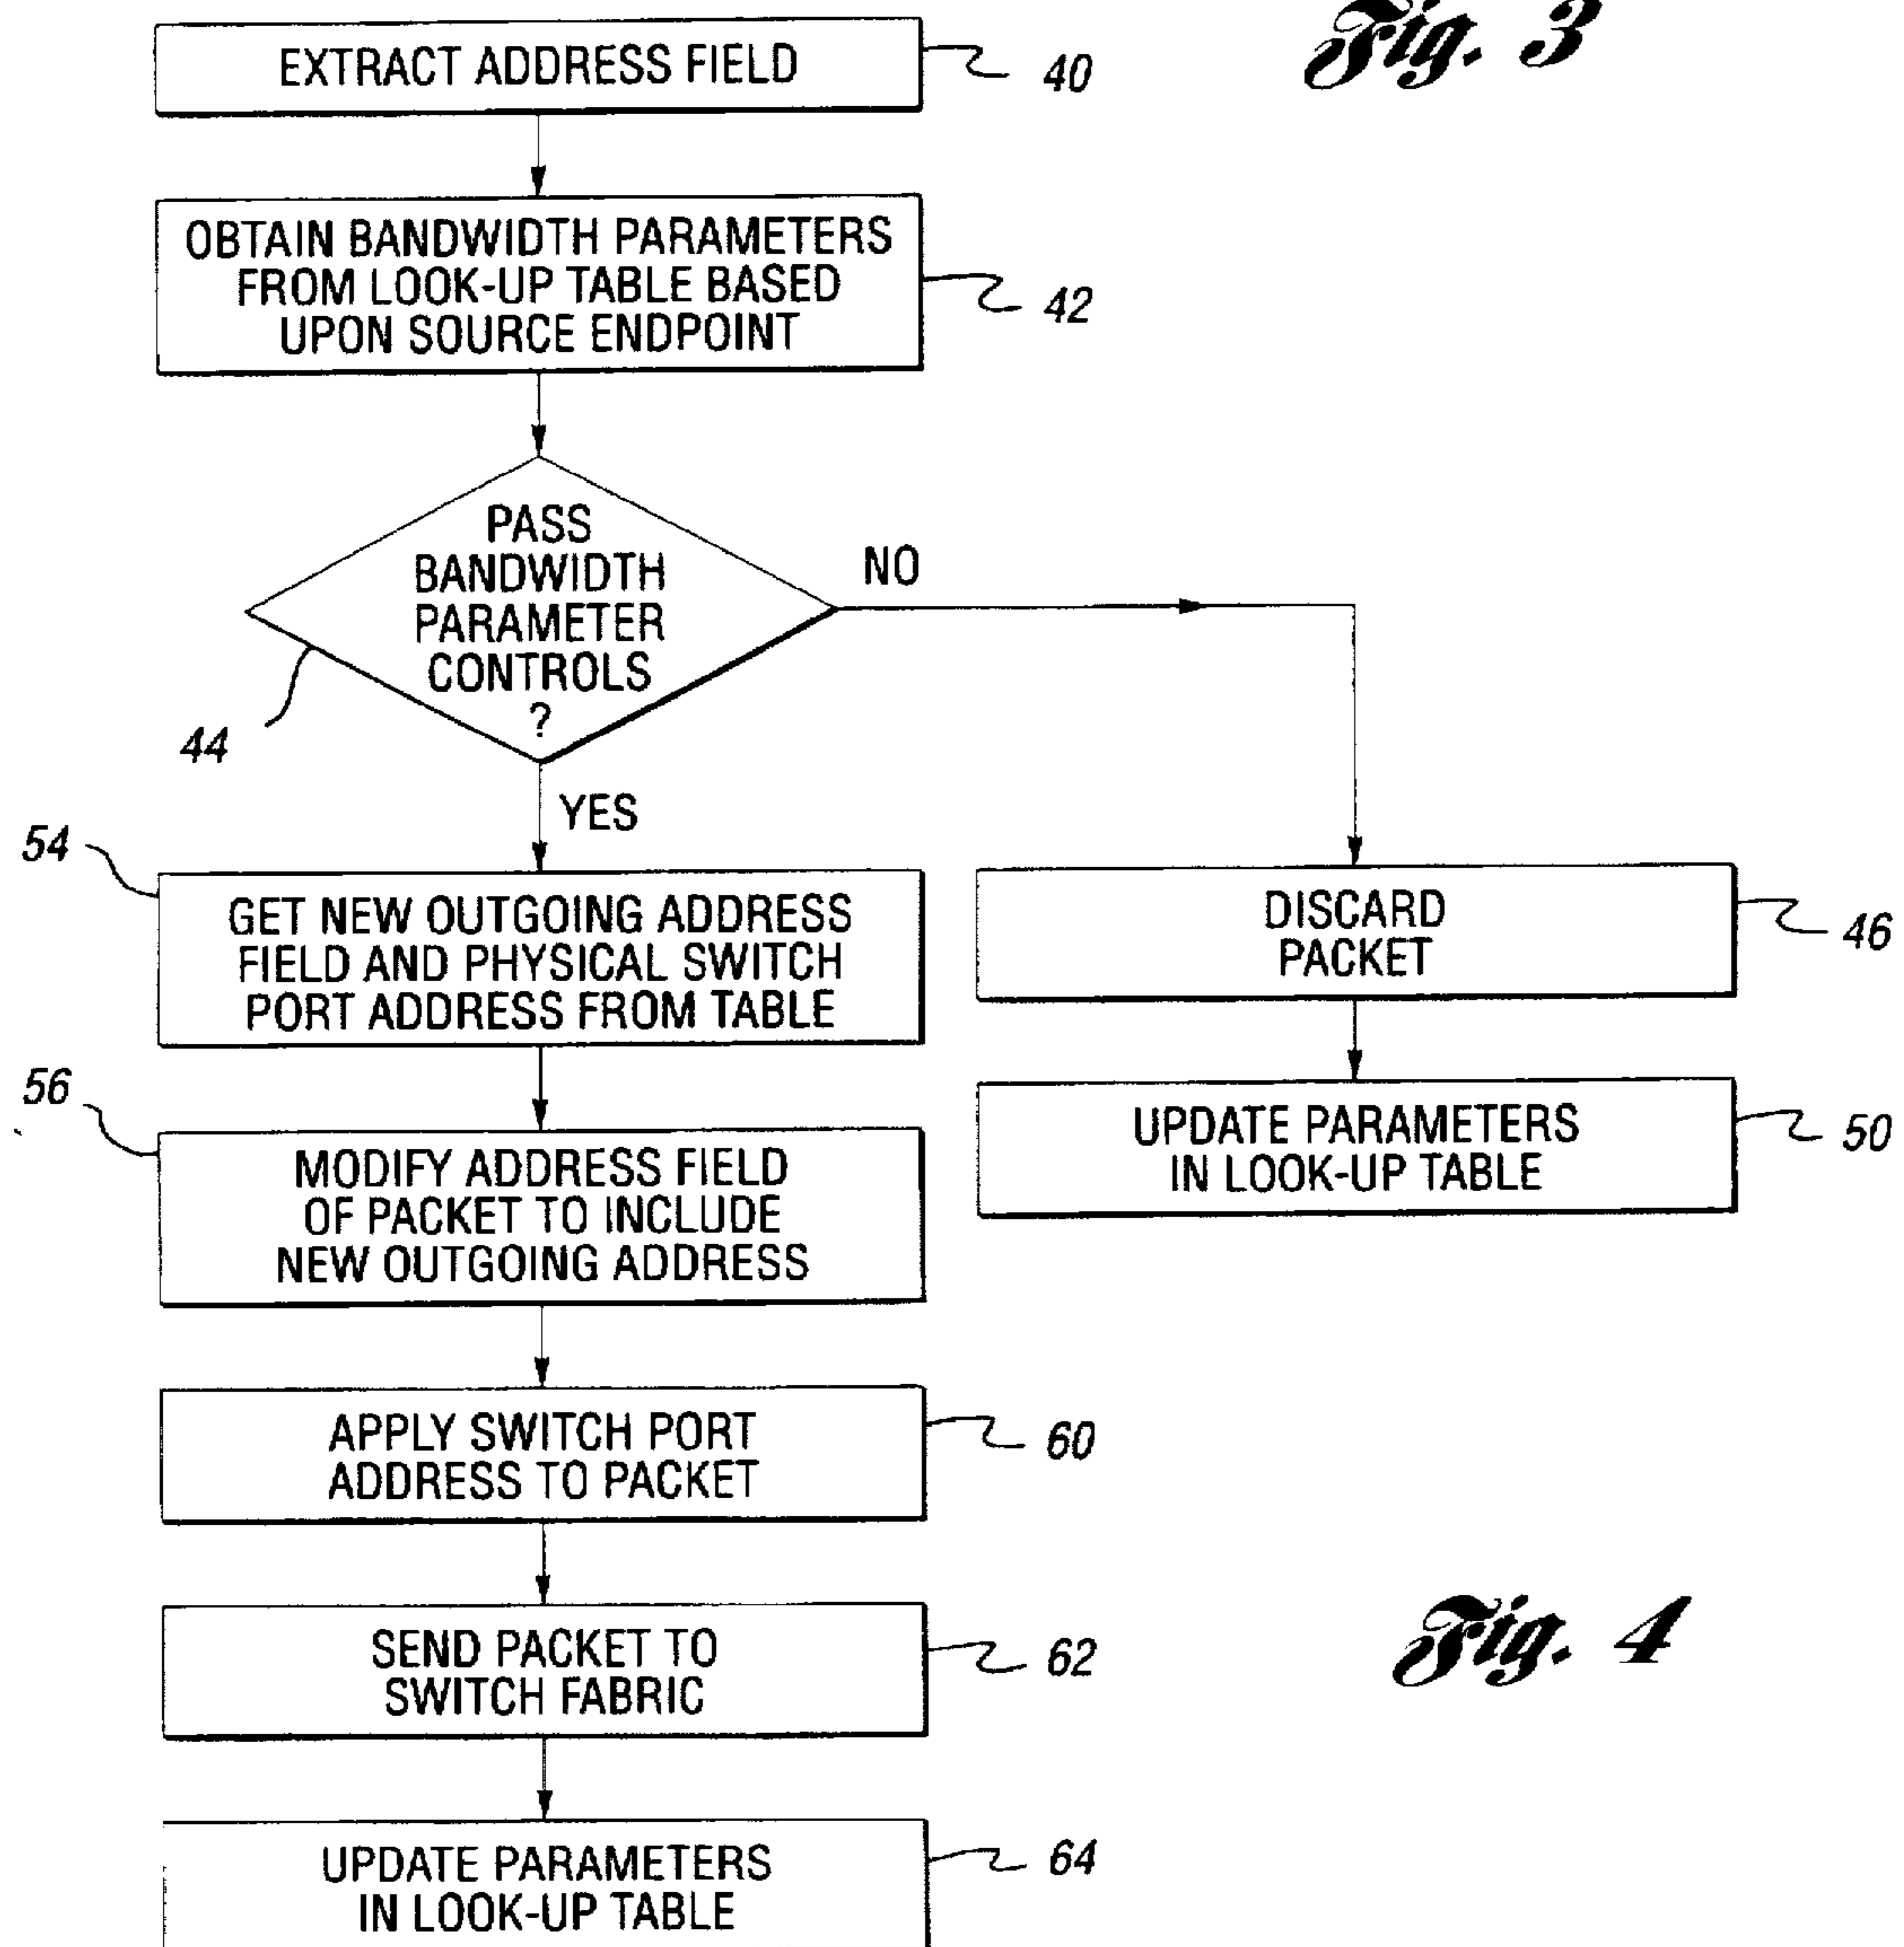 Fig. 3
EXTRACT ADDRESS FIELD
40
OBTAIN BANDWIDTH PARAMETERS
FROM LOOK-UP TABLE BASED
UPON SOURCE ENDPOINT
42
PASS
BANDWIDTH
PARAMETER
CONTROLS
?
44
NO
YES
54
GET NEW OUTGOING ADDRESS
FIELD AND PHYSICAL SWITCH
PORT ADDRESS FROM TABLE
DISCARD
PACKET
46
56
MODIFY ADDRESS FIELD
OF PACKET TO INCLUDE
NEW OUTGOING ADDRESS
UPDATE PARAMETERS
IN LOOK-UP TABLE
50
APPLY SWITCH PORT
ADDRESS TO PACKET
60
SEND PACKET TO
SWITCH FABRIC
62
Fig. 4
UPDATE PARAMETERS
IN LOOK-UP TABLE
64